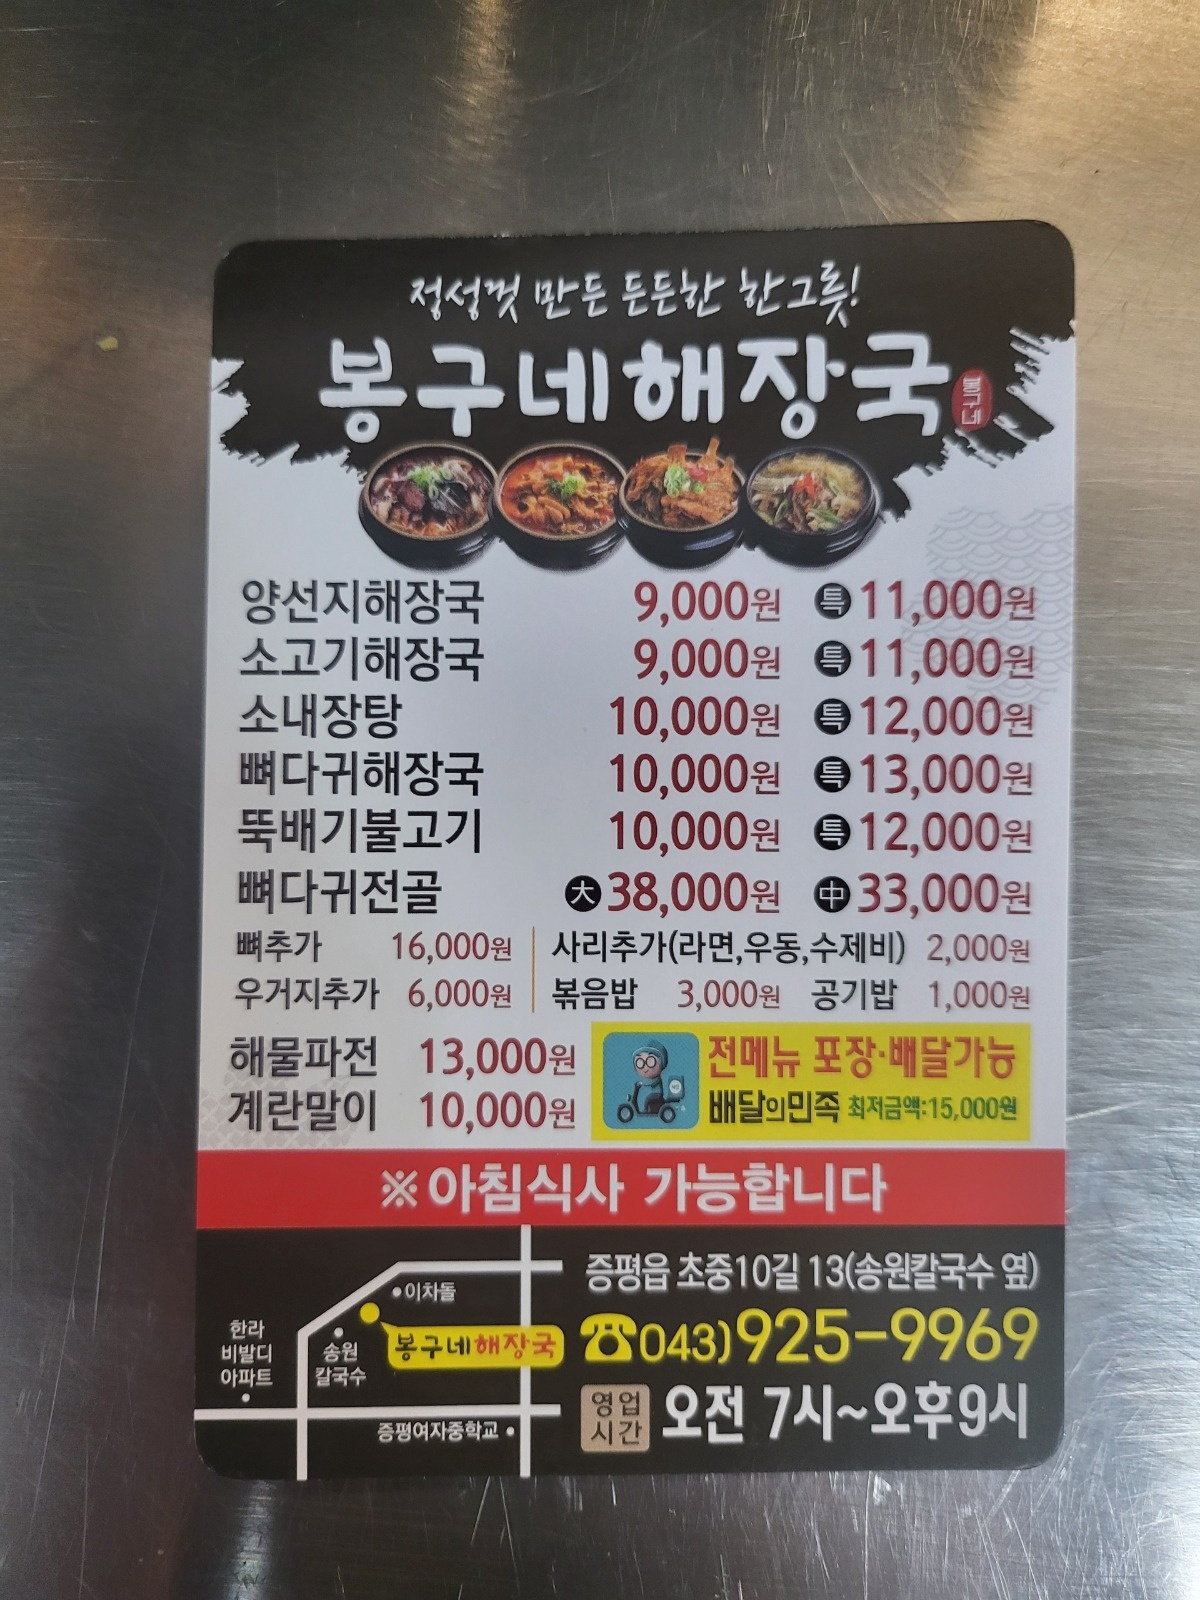 정성껏 만든 든든한 한그릇!
봉구네해장국
봉구네
양선지해장국 9,000원 특 11,000원
소고기해장국 9,000원 특 11,000원
소내장탕 10,000원 특 12,000원
뼈다귀해장국 10,000원 특 13,000원
뚝배기불고기 10,000원 특 12,000원
뼈다귀전골 大 38,000원 中 33,000원
뼈추가 16,000원 사리추가(라면,우동,수제비) 2,000원
우거지추가 6,000원 볶음밥 3,000원 공기밥 1,000원
해물파전 13,000원
계란말이 10,000원
전메뉴 포장·배달가능
배달의민족 최저금액:15,000원
※아침식사 가능합니다
•이차돌
한라
비발디
아파트
송원
칼국수
봉구네해장국
증평여자중학교
증평읍 초중10길 13(송원칼국수 옆)
☎043)925-9969
영업
시간
오전 7시~오후9시